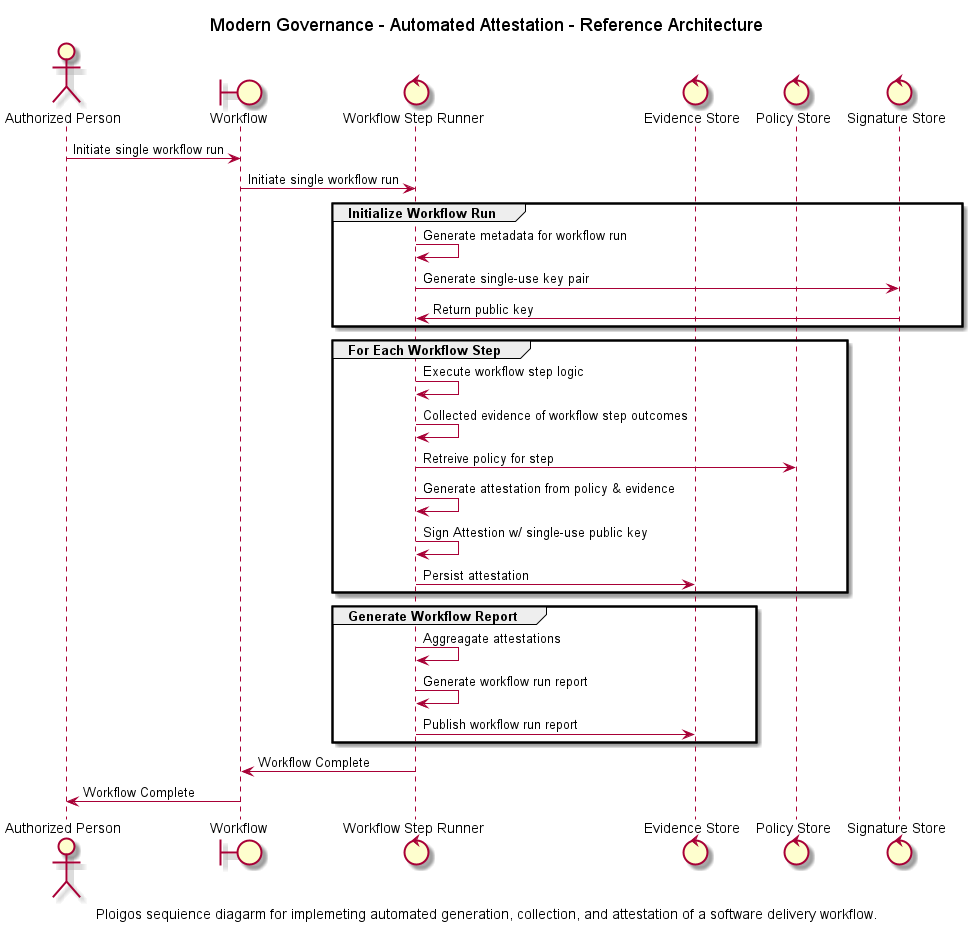 Modern Governance - Automated Attestation - Reference Architecture
Authorized Person
Workflow
Workflow Step Runner
Evidence Store
Policy Store
Signature Store
Initiate single workflow run
Initiate single workflow run
Initialize Workflow Run
Generate metadata for workflow run
Generate single-use key pair
Return public key
For Each Workflow Step
Execute workflow step logic
Collected evidence of workflow step outcomes
Retreive policy for step
Generate attestation from policy & evidence
Sign Attestion w/ single-use public key
Persist attestation
Generate Workflow Report
Aggreagate attestations
Generate workflow run report
Publish workflow run report
Workflow Complete
Workflow Complete
Authorized Person
Workflow
Workflow Step Runner
Evidence Store
Policy Store
Signature Store
Ploigos sequience diagarm for implemeting automated generation, collection, and attestation of a software delivery workflow.